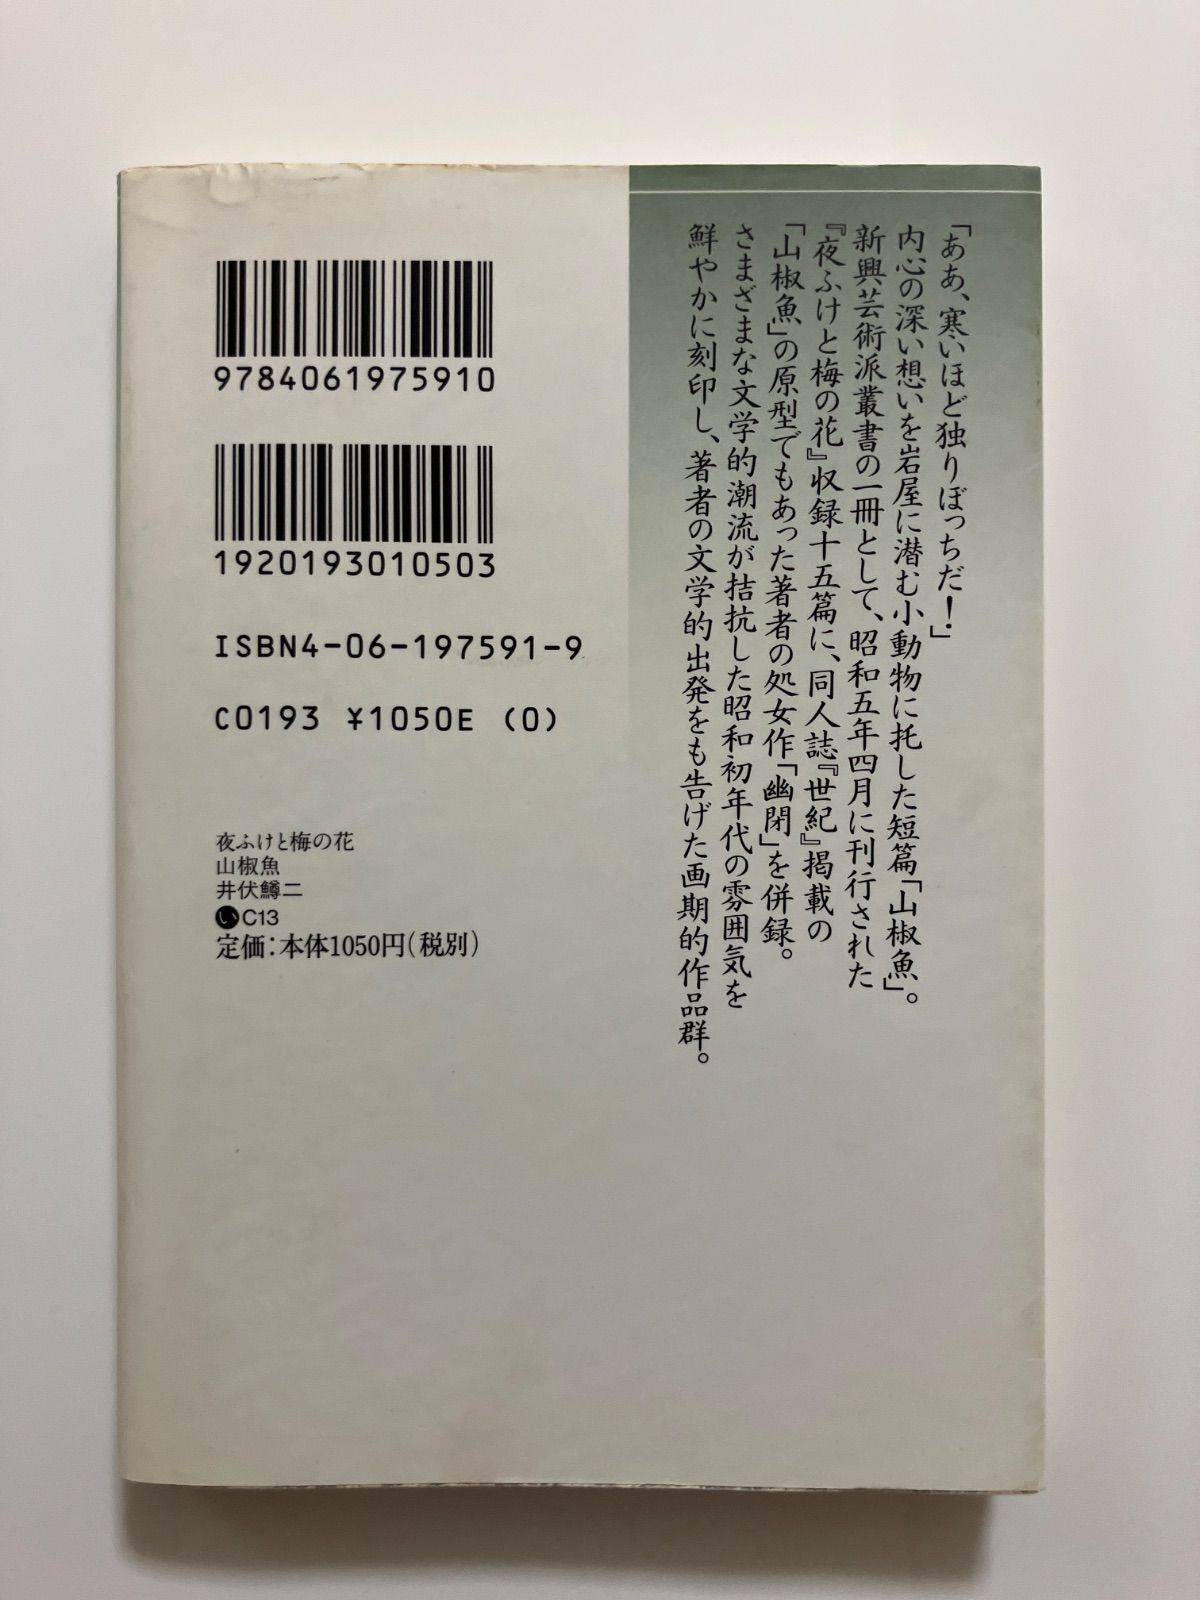 「ああ、寒いほど独りぼっちだ！」
内心の深い想いを岩屋に潜む小動物に托した短篇「山椒魚」。
新興芸術派叢書の一冊として、昭和五年四月に刊行された
『夜ふけと梅の花』収録十五篇に、同人誌『世紀』掲載の
「山椒魚」の原型でもあった著者の処女作「幽閉」を併録。
さまざまな文学的潮流が拮抗した昭和初年代の雰囲気を
鮮やかに刻印し、著者の文学的出発をも告げた画期的作品群。
9784061975910
1920193010503
ISBN4-06-197591-9
C0193 ¥1050E (0)
夜ふけと梅の花
山椒魚
井伏鱒二
いC13
定価：本体1050円（税別）